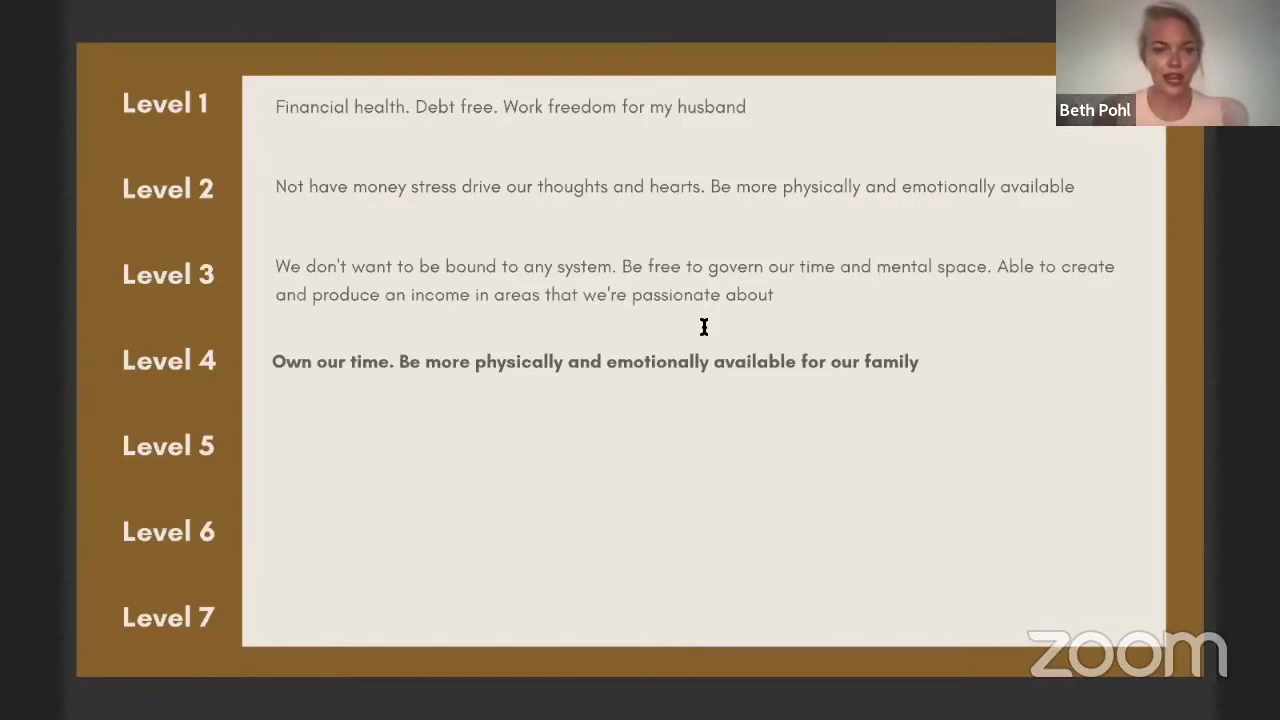 Beth Pohl
Level 1
Financial health. Debt free. Work freedom for my husband
Level 2
Not have money stress drive our thoughts and hearts. Be more physically and emotionally available
Level 3
We don't want to be bound to any system. Be free to govern our time and mental space. Able to create
and produce an income in areas that we're passionate about
Level 4
Own our time. Be more physically and emotionally available for our family
Level 5
Level 6
Level 7
zoom